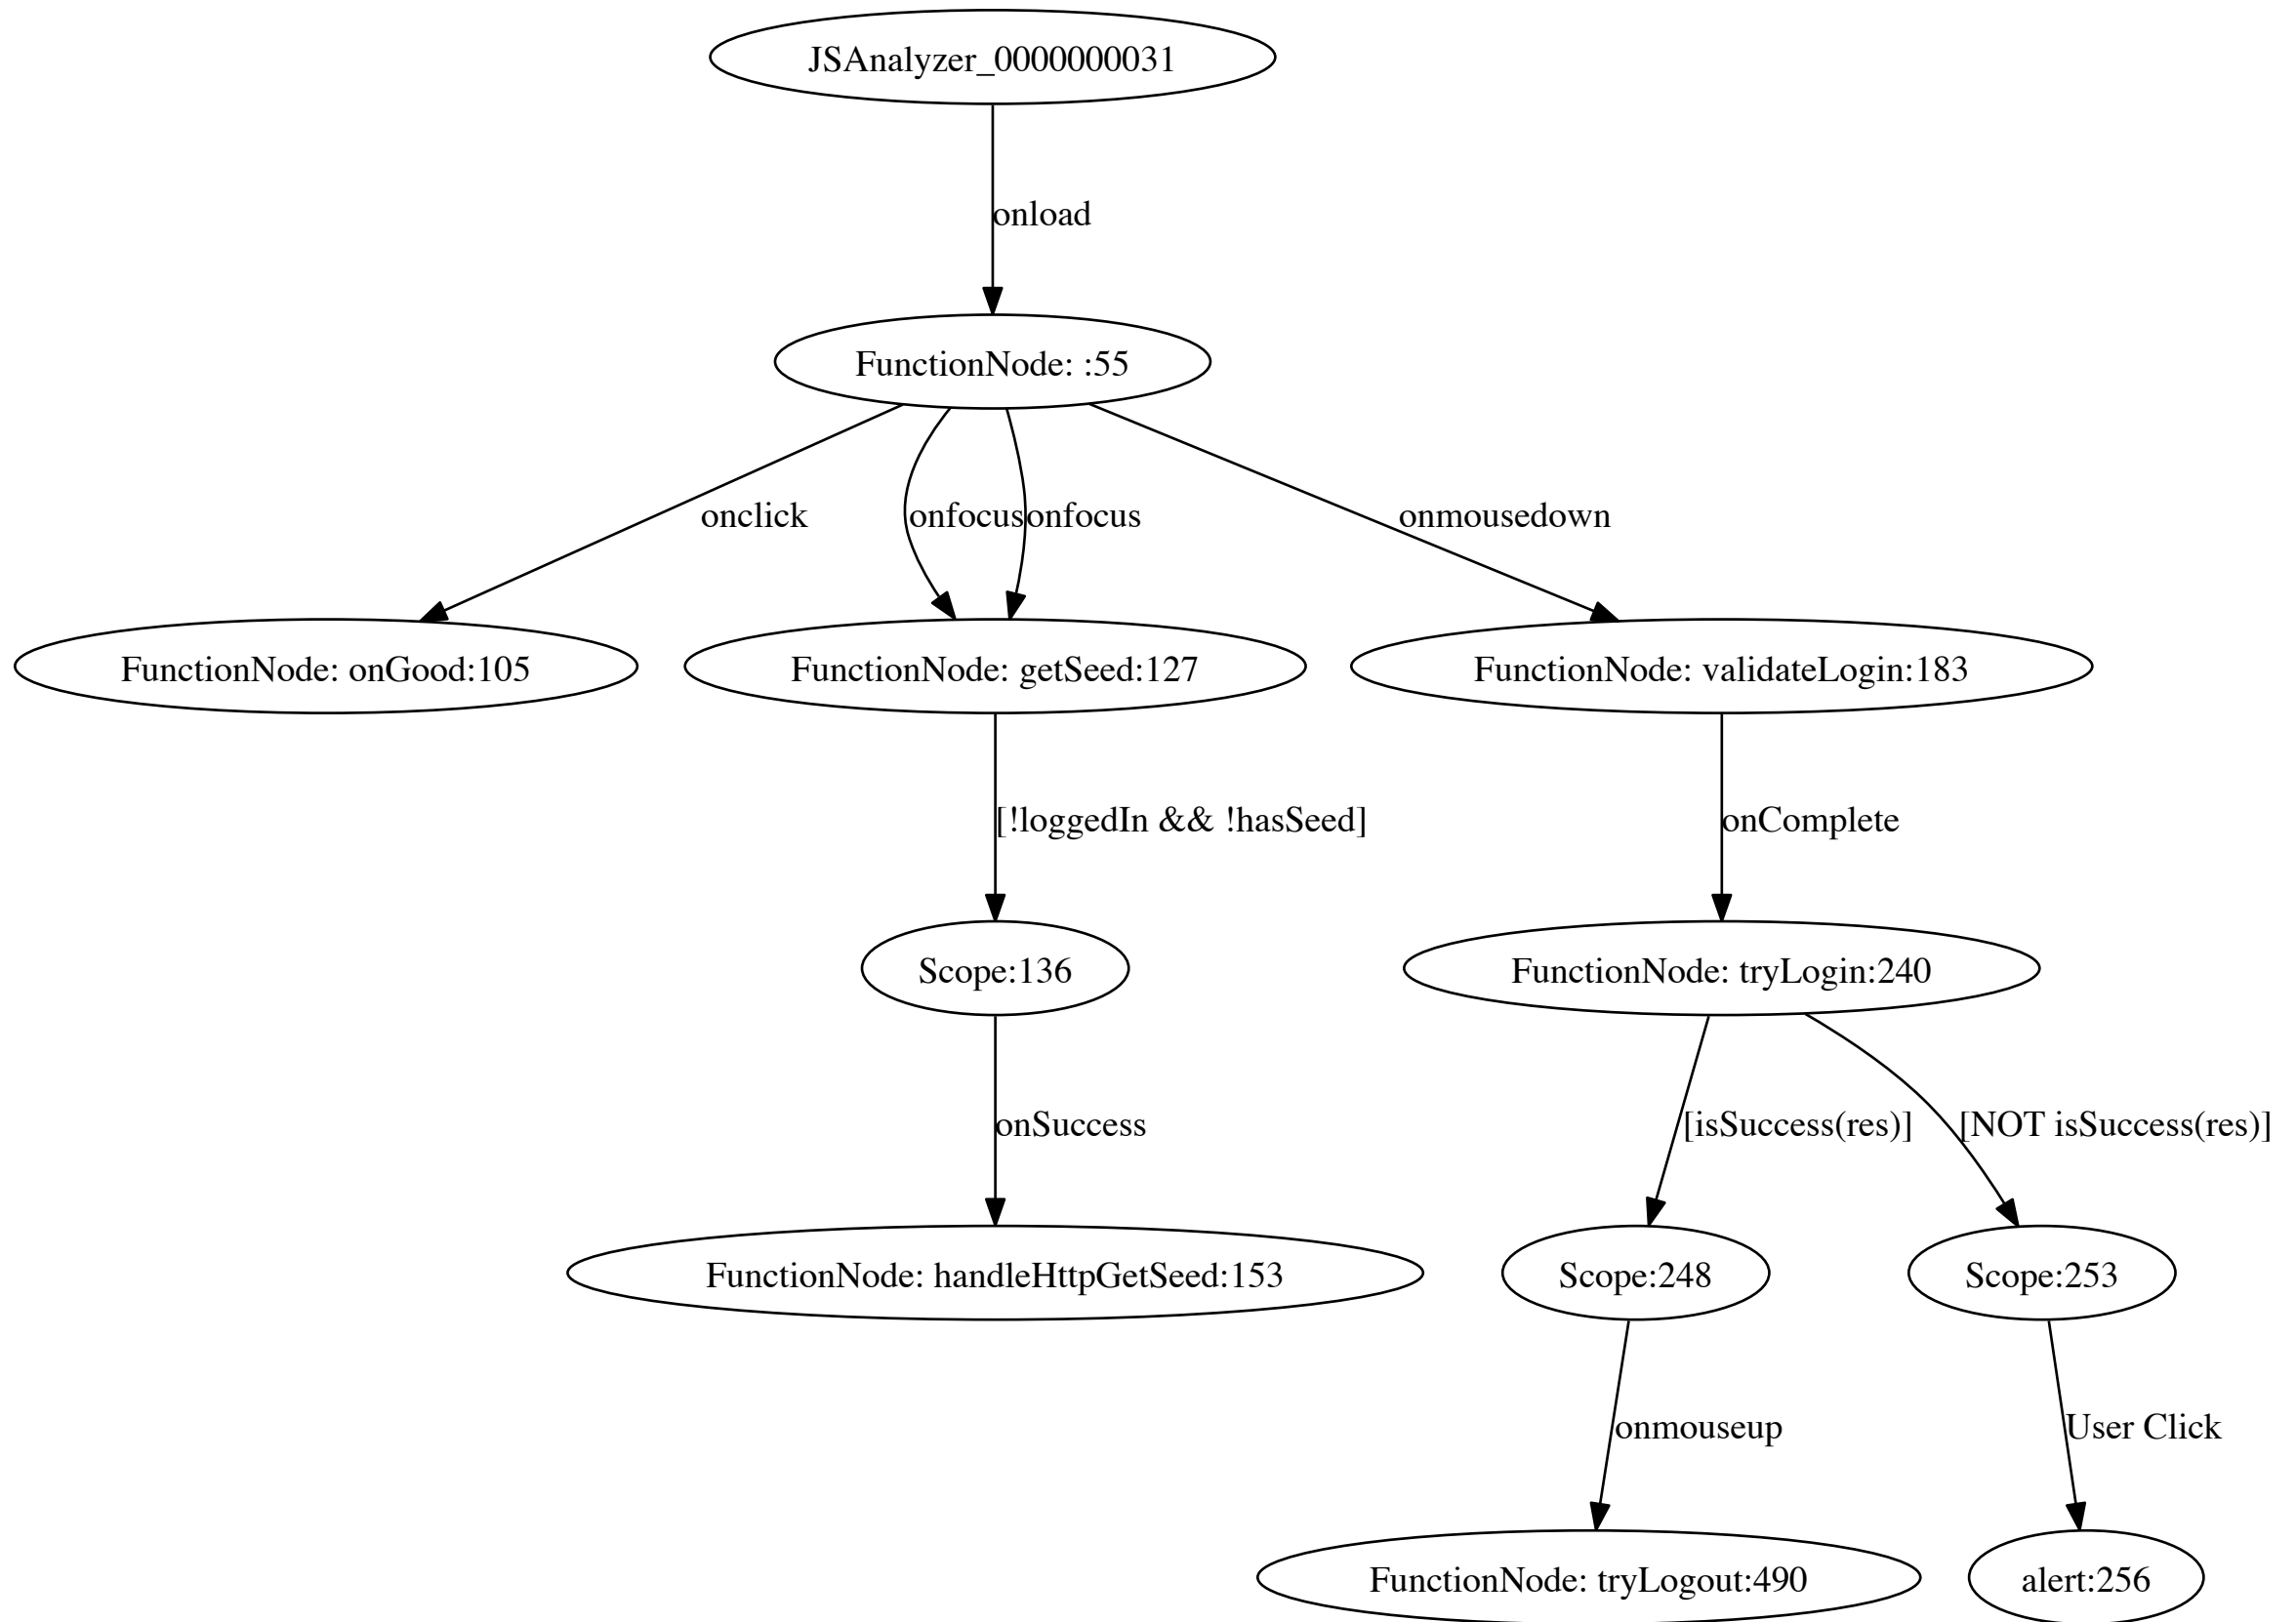 JSAnalyzer_0000000031
onload
FunctionNode: :55
onclick
onfocus
onfocus
onmousedown
FunctionNode: onGood:105
FunctionNode: getSeed:127
FunctionNode: validateLogin:183
[!loggedIn && !hasSeed]
onComplete
Scope:136
FunctionNode: tryLogin:240
onSuccess
[isSuccess(res)]
[NOT isSuccess(res)]
FunctionNode: handleHttpGetSeed:153
Scope:248
Scope:253
onmouseup
User Click
FunctionNode: tryLogout:490
alert:256